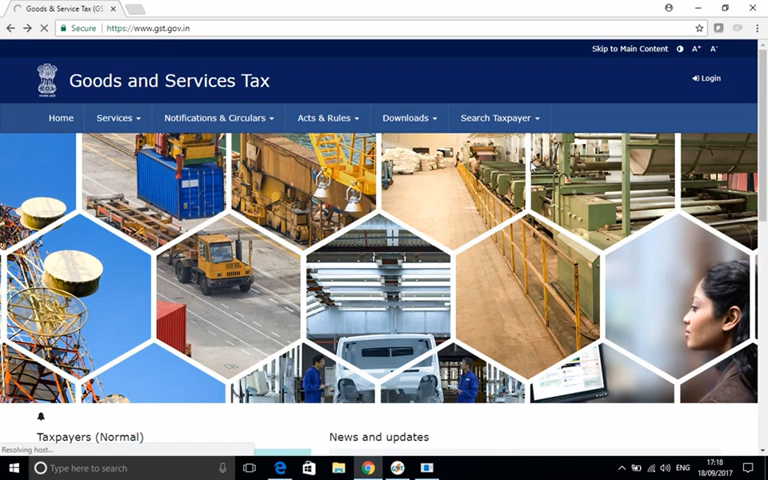 Goods & Service Tax (GS
Secure
https://www.gst.gov.in
Skip to Main Content
A+
A-
Goods and Services Tax
Login
Home
Services
Notifications & Circulars
Acts & Rules
Downloads
Search Taxpayer
Taxpayers (Normal)
News and updates
Resolving host...
Type here to search
ENG
17:18
18/09/2017